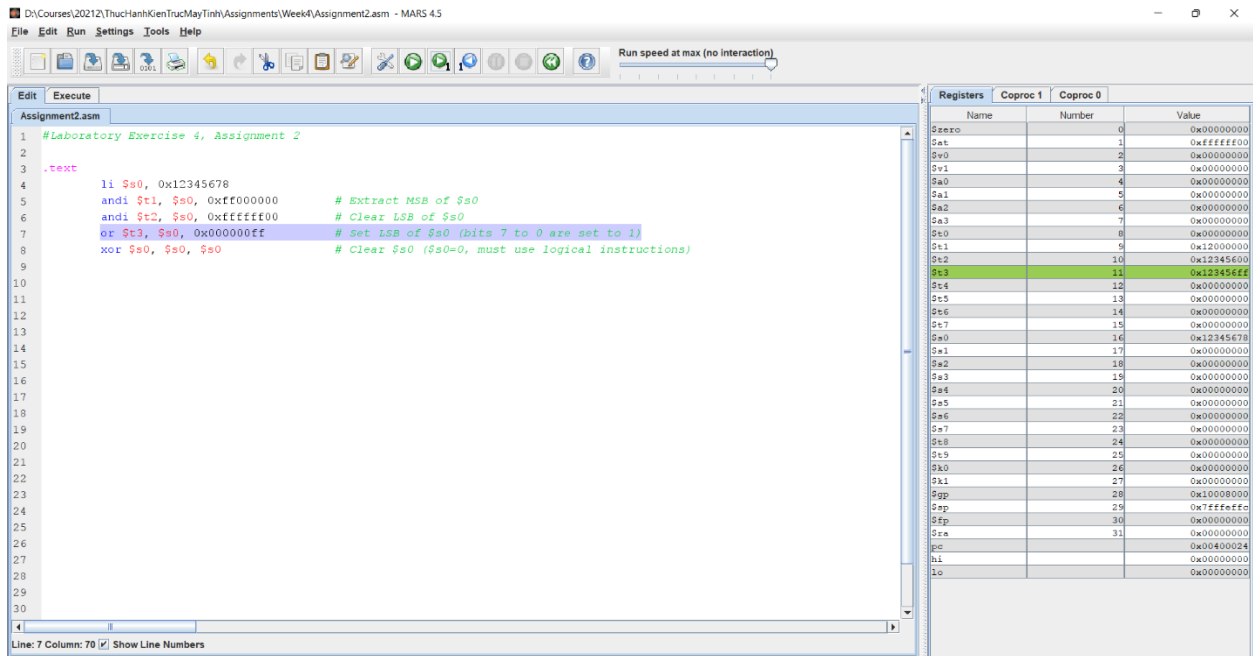 D:\Courses\20212\ThucHanhKienTrucMayTinh\Assignments\Week4\Assignment2.asm - MARS 4.5
File Edit Run Settings Tools Help
Run speed at max (no interaction)
Edit Execute
Assignment2.asm
1 #Laboratory Exercise 4, Assignment 2
2
3 .text
4 li $s0, 0x12345678
5 andi $t1, $s0, 0xff000000 # Extract MSB of $s0
6 andi $t2, $s0, 0xffffff00 # Clear LSB of $s0
7 or $t3, $s0, 0x000000ff # Set LSB of $s0 (bits 7 to 0 are set to 1)
8 xor $s0, $s0, $s0 # Clear $s0 ($s0=0, must use logical instructions)
9
10
11
12
13
14
15
16
17
18
19
20
21
22
23
24
25
26
27
28
29
30
Line: 7 Column: 70 Show Line Numbers
Registers Coproc 1 Coproc 0
Name Number Value
$zero 0 0x00000000
$at 1 0xffffff00
$v0 2 0x00000000
$v1 3 0x00000000
$a0 4 0x00000000
$a1 5 0x00000000
$a2 6 0x00000000
$a3 7 0x00000000
$t0 8 0x00000000
$t1 9 0x12000000
$t2 10 0x12345600
$t3 11 0x123456ff
$t4 12 0x00000000
$t5 13 0x00000000
$t6 14 0x00000000
$t7 15 0x00000000
$s0 16 0x12345678
$s1 17 0x00000000
$s2 18 0x00000000
$s3 19 0x00000000
$s4 20 0x00000000
$s5 21 0x00000000
$s6 22 0x00000000
$s7 23 0x00000000
$t8 24 0x00000000
$t9 25 0x00000000
$k0 26 0x00000000
$k1 27 0x00000000
$gp 28 0x10008000
$sp 29 0x7fffeffc
$fp 30 0x00000000
$ra 31 0x00000000
pc 0x00400024
hi 0x00000000
lo 0x00000000